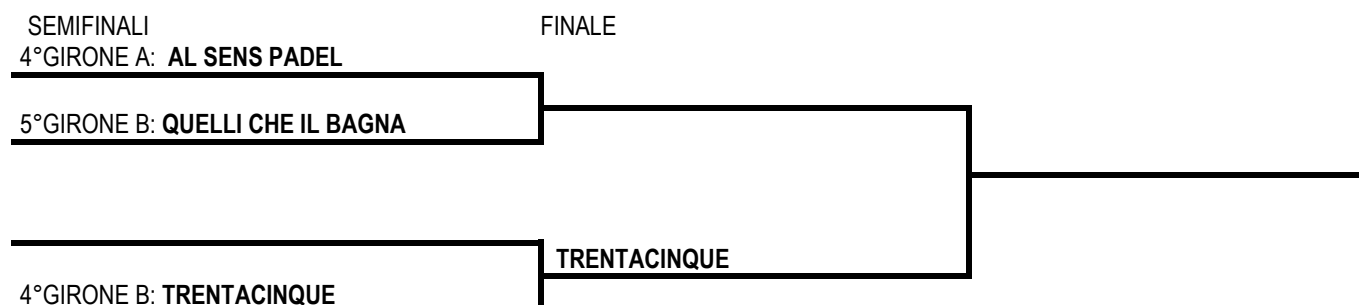 SEMIFINALI FINALE
4°GIRONE A: AL SENS PADEL
5°GIRONE B: QUELLI CHE IL BAGNA
TRENTACINQUE
4°GIRONE B: TRENTACINQUE